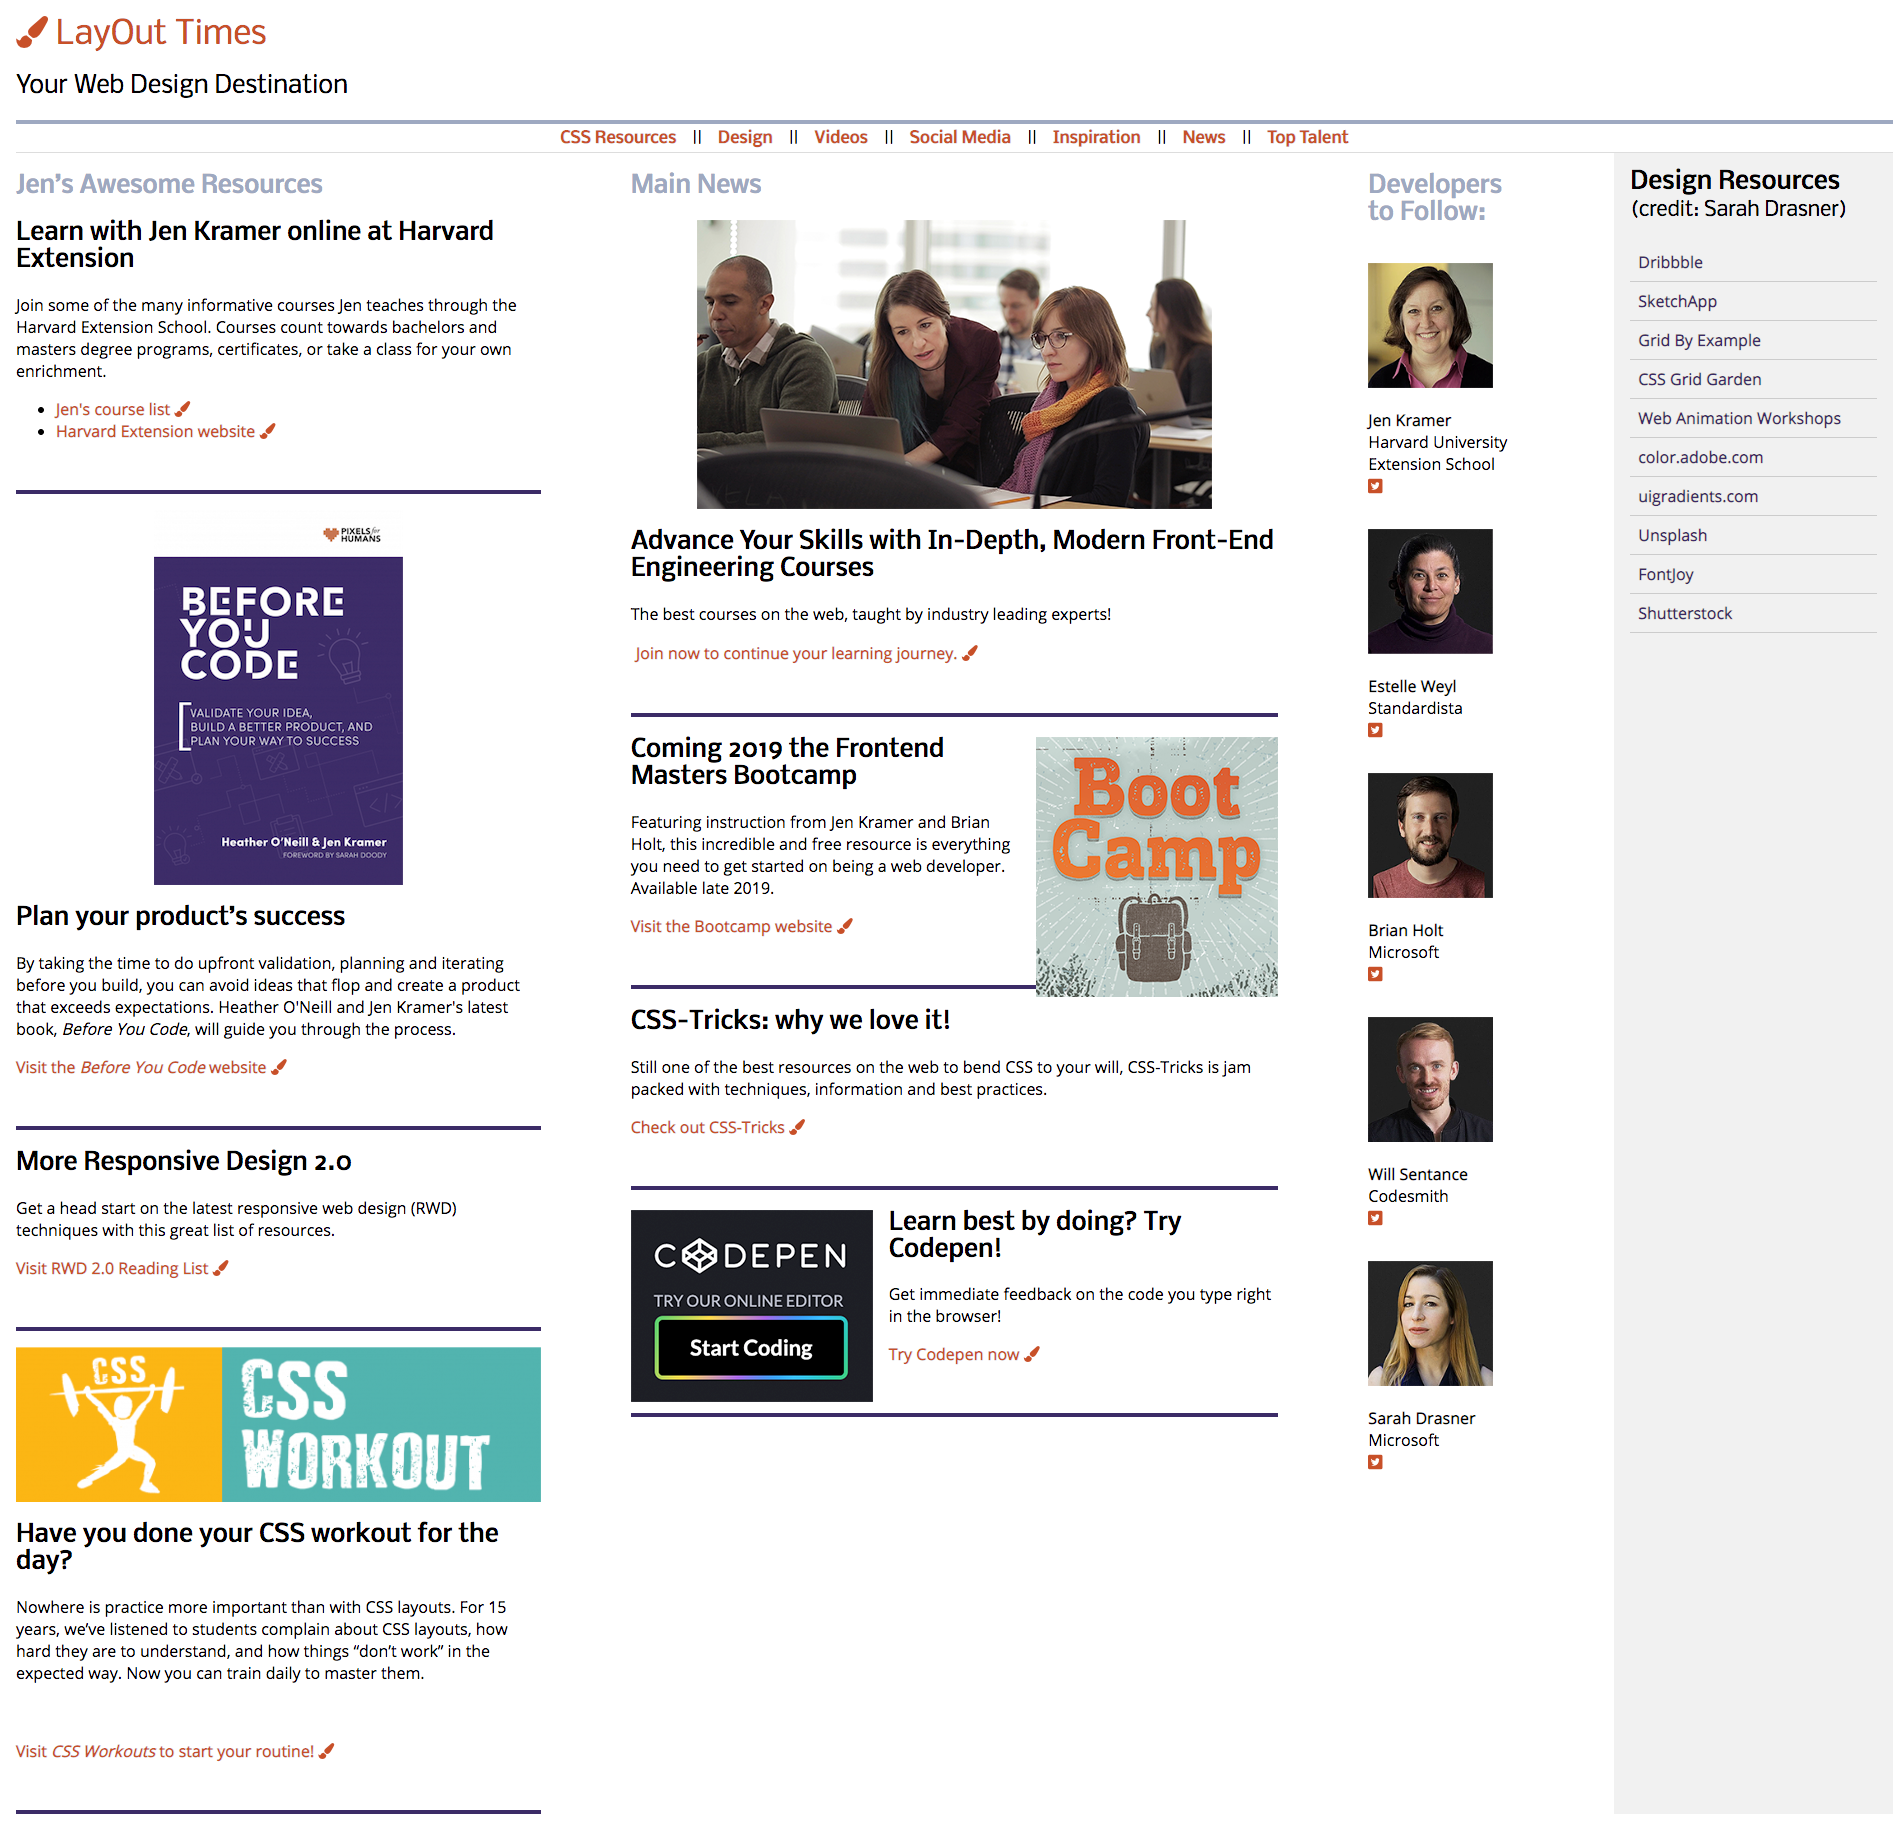 LayOut Times
Your Web Design Destination
CSS Resources || Design || Videos || Social Media || Inspiration || News || Top Talent
Jen’s Awesome Resources
Learn with Jen Kramer online at Harvard
Extension
Join some of the many informative courses Jen teaches through the
Harvard Extension School. Courses count towards bachelors and
masters degree programs, certificates, or take a class for your own
enrichment.
Jen's course list
Harvard Extension website
PIXELS for
HUMANS
BEFORE
YOU
CODE
VALIDATE YOUR IDEA,
BUILD A BETTER PRODUCT, AND
PLAN YOUR WAY TO SUCCESS
Heather O'Neill & Jen Kramer
FOREWORD BY SARAH DOODY
Plan your product’s success
By taking the time to do upfront validation, planning and iterating
before you build, you can avoid ideas that flop and create a product
that exceeds expectations. Heather O'Neill and Jen Kramer's latest
book, Before You Code, will guide you through the process.
Visit the Before You Code website
More Responsive Design 2.0
Get a head start on the latest responsive web design (RWD)
techniques with this great list of resources.
Visit RWD 2.0 Reading List
CSS
CSS
WORKOUT
Have you done your CSS workout for the
day?
Nowhere is practice more important than with CSS layouts. For 15
years, we’ve listened to students complain about CSS layouts, how
hard they are to understand, and how things “don’t work” in the
expected way. Now you can train daily to master them.
Visit CSS Workouts to start your routine!
Main News
Advance Your Skills with In-Depth, Modern Front-End
Engineering Courses
The best courses on the web, taught by industry leading experts!
Join now to continue your learning journey.
Coming 2019 the Frontend
Masters Bootcamp
Featuring instruction from Jen Kramer and Brian
Holt, this incredible and free resource is everything
you need to get started on being a web developer.
Available late 2019.
Visit the Bootcamp website
Boot
Camp
CSS-Tricks: why we love it!
Still one of the best resources on the web to bend CSS to your will, CSS-Tricks is jam
packed with techniques, information and best practices.
Check out CSS-Tricks
CODEPEN
TRY OUR ONLINE EDITOR
Start Coding
Learn best by doing? Try
Codepen!
Get immediate feedback on the code you type right
in the browser!
Try Codepen now
Developers
to Follow:
Jen Kramer
Harvard University
Extension School
Estelle Weyl
Standardista
Brian Holt
Microsoft
Will Sentance
Codesmith
Sarah Drasner
Microsoft
Design Resources
(credit: Sarah Drasner)
Dribbble
SketchApp
Grid By Example
CSS Grid Garden
Web Animation Workshops
color.adobe.com
uigradients.com
Unsplash
FontJoy
Shutterstock